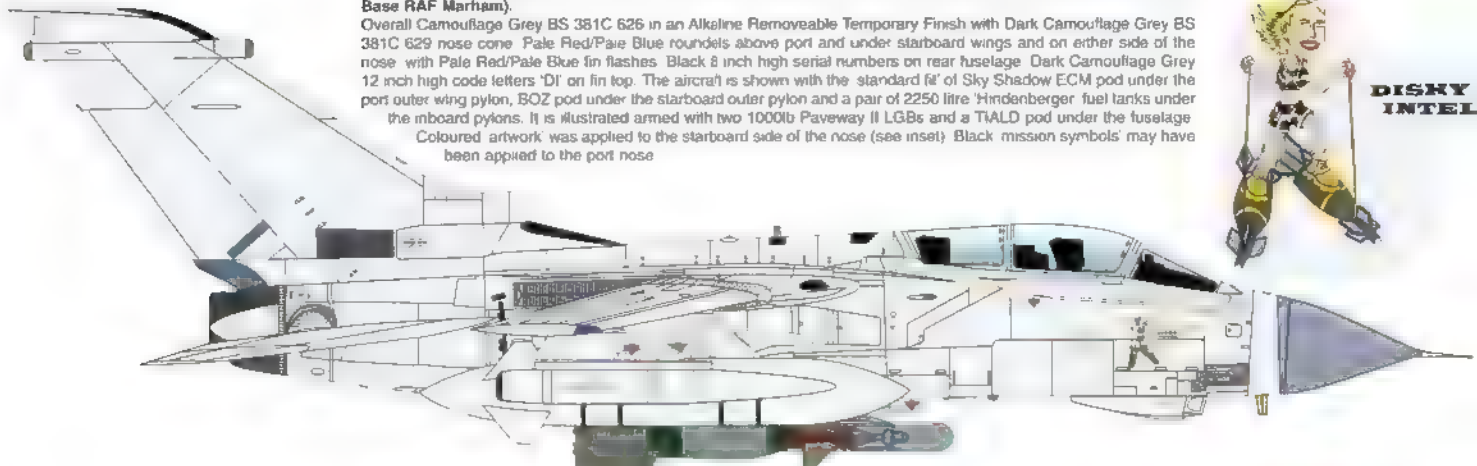 Base RAF Marham).
Overall Camouflage Grey BS 381C 626 in an Alkaline Removeable Temporary Finish with Dark Camouflage Grey BS
381C 629 nose cone Pale Red/Pale Blue roundels above port and under starboard wings and on either side of the
nose with Pale Red/Pale Blue fin flashes Black 8 inch high serial numbers on rear fuselage Dark Camouflage Grey
12 inch high code letters 'DI' on fin top. The aircraft is shown with the 'standard fit' of Sky Shadow ECM pod under the
port outer wing pylon, BOZ pod under the starboard outer pylon and a pair of 2250 litre 'Hindenberger' fuel tanks under
the inboard pylons. It is illustrated armed with two 1000lb Paveway II LGBs and a TIALD pod under the fuselage
Coloured 'artwork' was applied to the starboard side of the nose (see inset) Black 'mission symbols' may have
been applied to the port nose
DISKY
INTEL